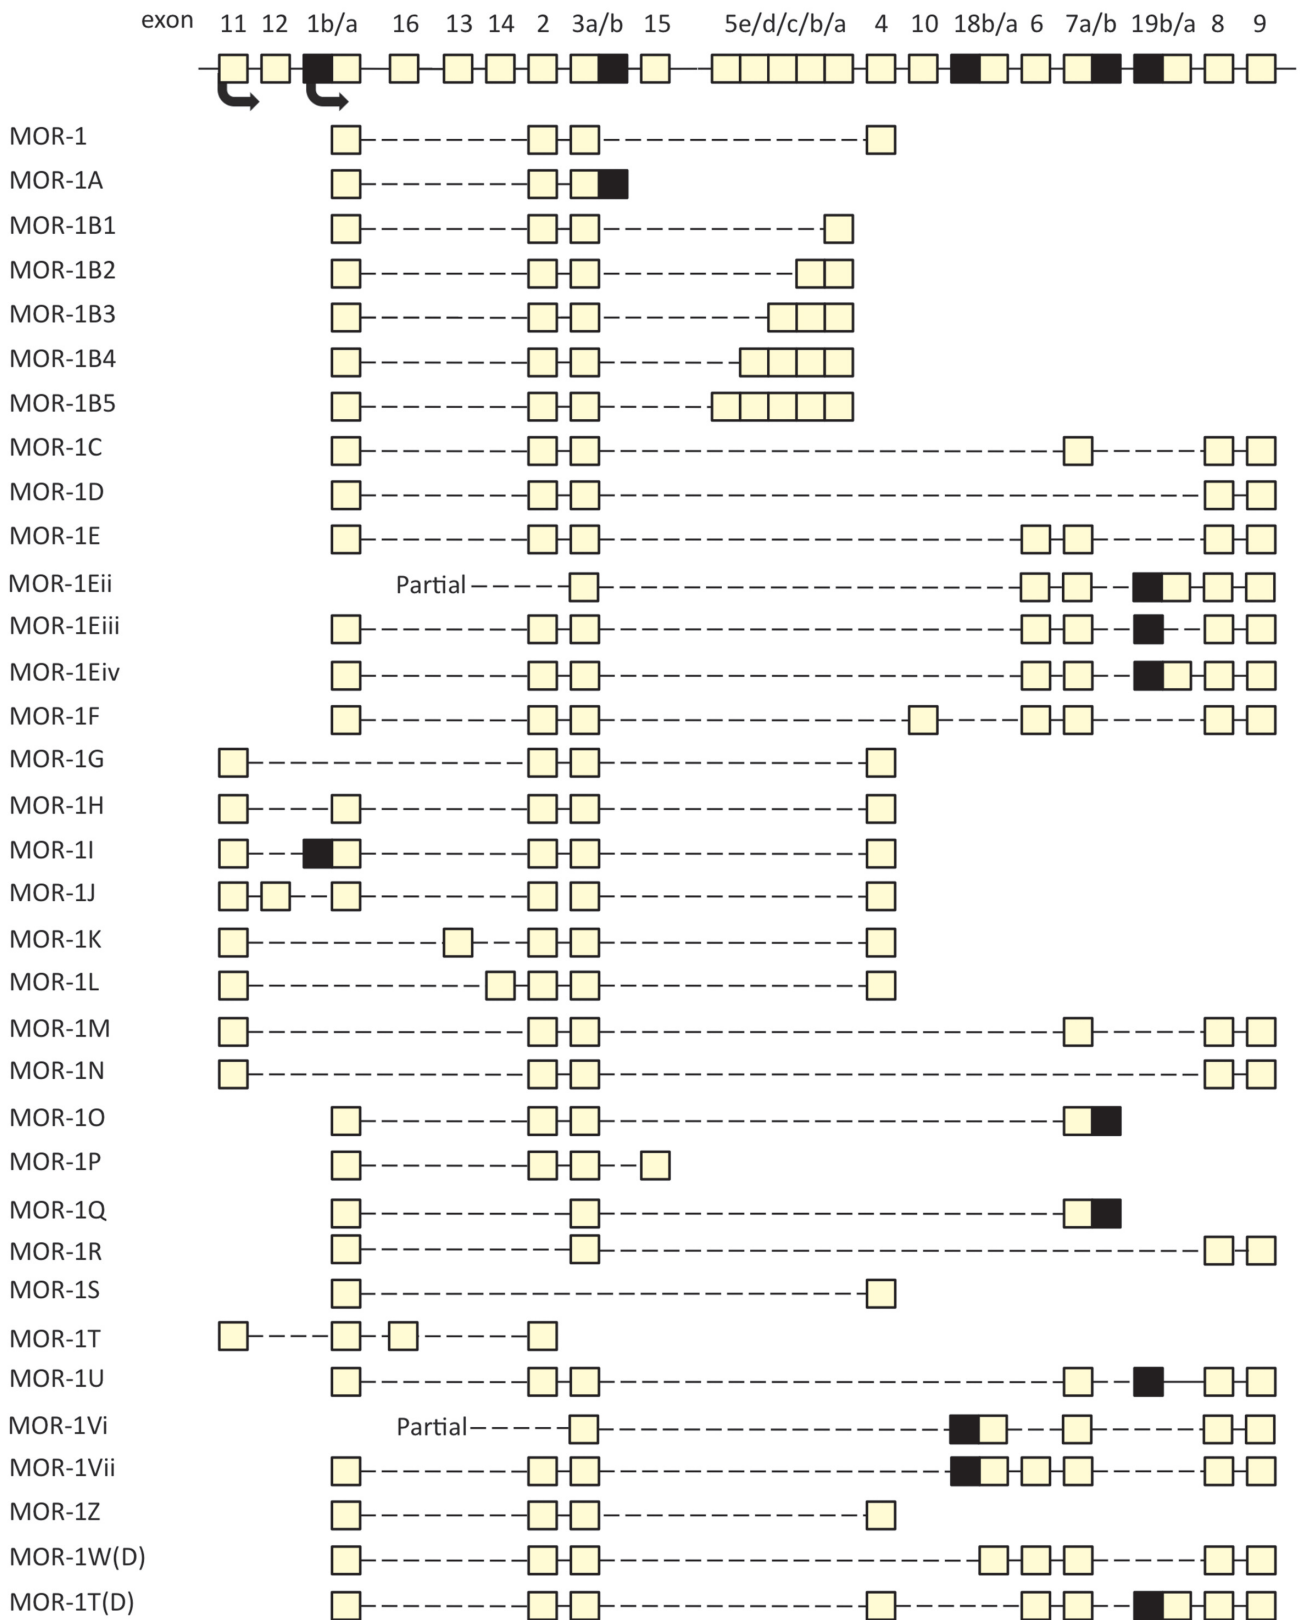 exon 11 12 1b/a 16 13 14 2 3a/b 15 5e/d/c/b/a 4 10 18b/a 6 7a/b 19b/a 8 9
MOR-1
MOR-1A
MOR-1B1
MOR-1B2
MOR-1B3
MOR-1B4
MOR-1B5
MOR-1C
MOR-1D
MOR-1E
MOR-1Eii Partial
MOR-1Eiii
MOR-1Eiv
MOR-1F
MOR-1G
MOR-1H
MOR-1I
MOR-1J
MOR-1K
MOR-1L
MOR-1M
MOR-1N
MOR-1O
MOR-1P
MOR-1Q
MOR-1R
MOR-1S
MOR-1T
MOR-1U
MOR-1Vi Partial
MOR-1Vii
MOR-1Z
MOR-1W(D)
MOR-1T(D)